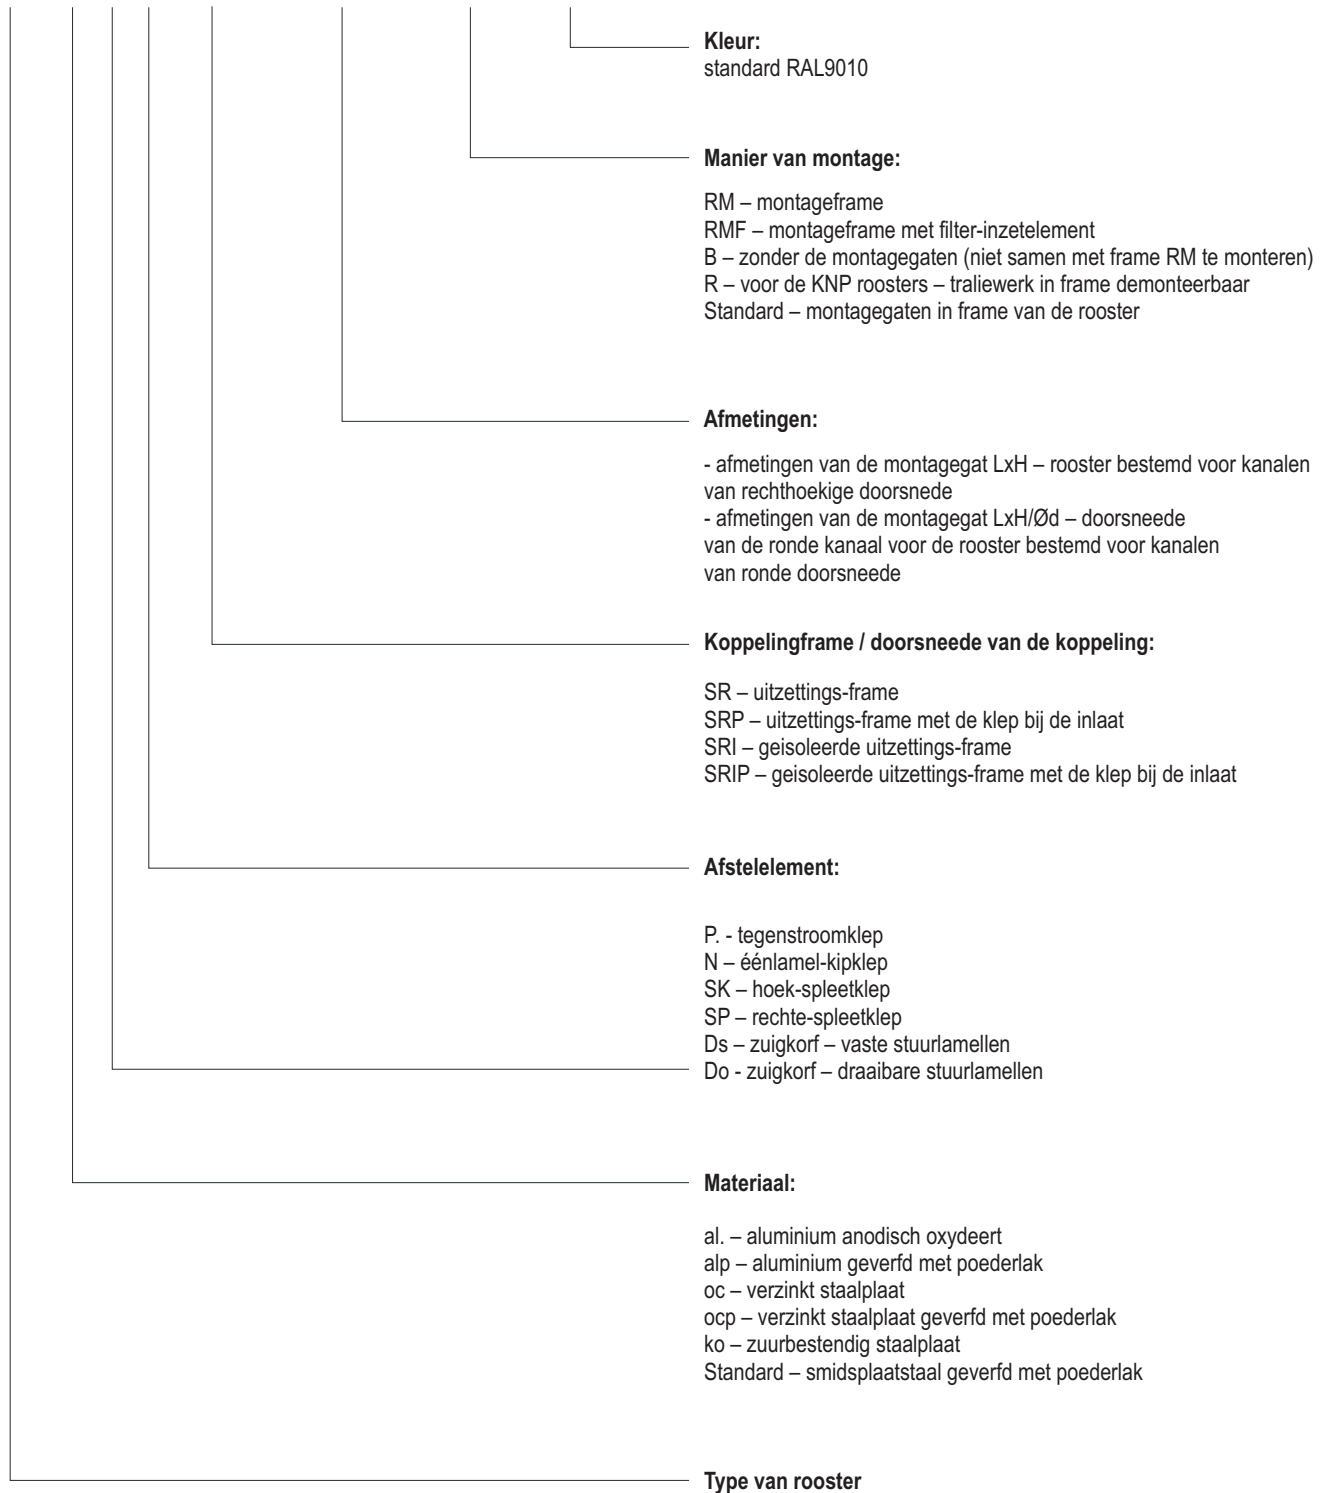 Kleur:
standard RAL9010
Manier van montage:
RM – montageframe
RMF – montageframe met filter-inzetelement
B – zonder de montagegaten (niet samen met frame RM te monteren)
R – voor de KNP roosters – traliewerk in frame demonteerbaar
Standard – montagegaten in frame van de rooster
Afmetingen:
- afmetingen van de montagegat LxH – rooster bestemd voor kanalen
van rechthoekige doorsnede
- afmetingen van de montagegat LxH/Ød – doorsneede
van de ronde kanaal voor de rooster bestemd voor kanalen
van ronde doorsneede
Koppelingframe / doorsneede van de koppeling:
SR – uitzettings-frame
SRP – uitzettings-frame met de klep bij de inlaat
SRI – geisoleerde uitzettings-frame
SRIP – geisoleerde uitzettings-frame met de klep bij de inlaat
Afstelelement:
P. - tegenstroomklep
N – éénlamel-kipklep
SK – hoek-spleetklep
SP – rechte-spleetklep
Ds – zuigkorf – vaste stuurlamellen
Do - zuigkorf – draaibare stuurlamellen
Materiaal:
al. – aluminium anodisch oxydeert
alp – aluminium geverfd met poederlak
oc – verzinkt staalplaat
ocp – verzinkt staalplaat geverfd met poederlak
ko – zuurbestendig staalplaat
Standard – smidsplaatstaal geverfd met poederlak
Type van rooster